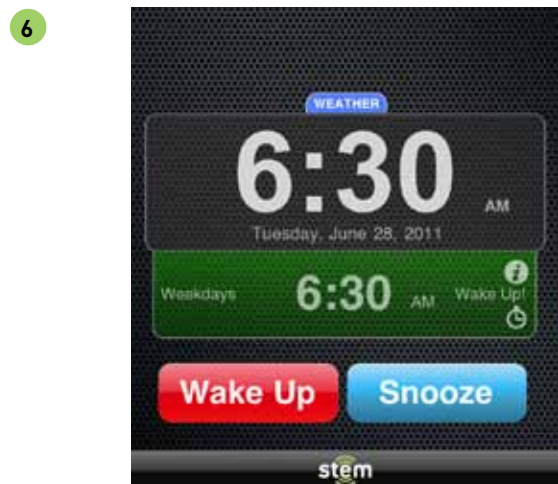 6
WEATHER
6:30 AM
Tuesday, June 28, 2011
Weekdays 6:30 AM Wake Up!
Wake Up Snooze
stem